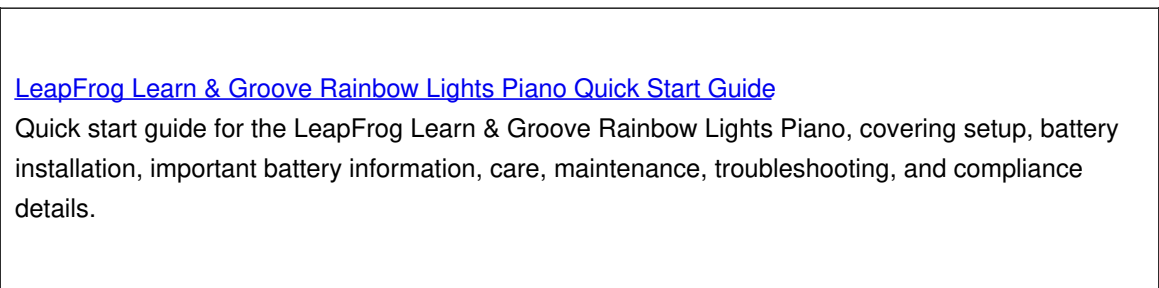 LeapFrog Learn & Groove Rainbow Lights Piano Quick Start Guide
Quick start guide for the LeapFrog Learn & Groove Rainbow Lights Piano, covering setup, battery
installation, important battery information, care, maintenance, troubleshooting, and compliance
details.